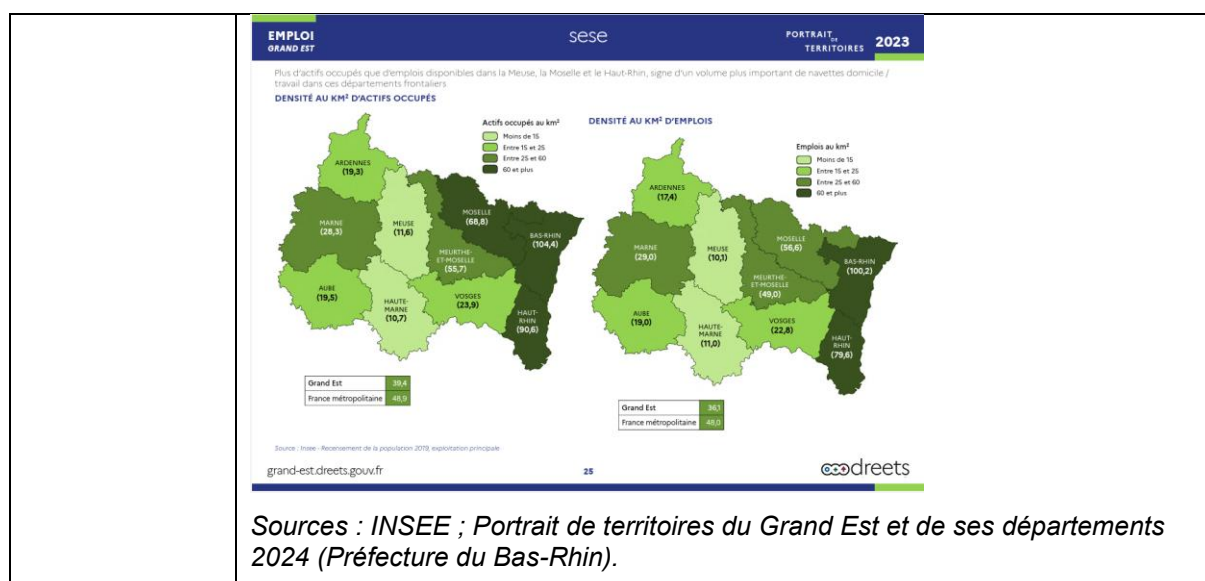 EMPLOI
GRAND EST
sese
PORTRAIT
DE
TERRITOIRES
2023
Plus d'actifs occupés que d'emplois disponibles dans la Meuse, la Moselle et le Haut-Rhin, signe d'un volume plus important de navettes domicile /
travail dans ces départements frontaliers
DENSITÉ AU KM² D'ACTIFS OCCUPÉS
Actifs occupés au km²
Moins de 15
Entre 15 et 25
Entre 25 et 60
60 et plus
ARDENNES
(19,3)
MARNE
(28,3)
MEUSE
(11,6)
MOSELLE
(68,8)
BAS-RHIN
(104,4)
MEURTHE-
ET-MOSELLE
(55,7)
AUBE
(19,5)
HAUTE-
MARNE
(10,7)
VOSGES
(23,9)
HAUT-
RHIN
(90,6)
Grand Est 39,4
France métropolitaine 48,9
DENSITÉ AU KM² D'EMPLOIS
Emplois au km²
Moins de 15
Entre 15 et 25
Entre 25 et 60
60 et plus
ARDENNES
(17,4)
MARNE
(29,0)
MEUSE
(10,1)
MOSELLE
(56,6)
BAS-RHIN
(100,2)
MEURTHE-
ET-MOSELLE
(49,0)
AUBE
(19,0)
HAUTE-
MARNE
(11,0)
VOSGES
(22,8)
HAUT-
RHIN
(79,6)
Grand Est 36,1
France métropolitaine 48,0
Source : Insee - Recensement de la population 2019, exploitation principale
grand-est.dreets.gouv.fr
25
dreets
Sources : INSEE ; Portrait de territoires du Grand Est et de ses départements
2024 (Préfecture du Bas-Rhin).